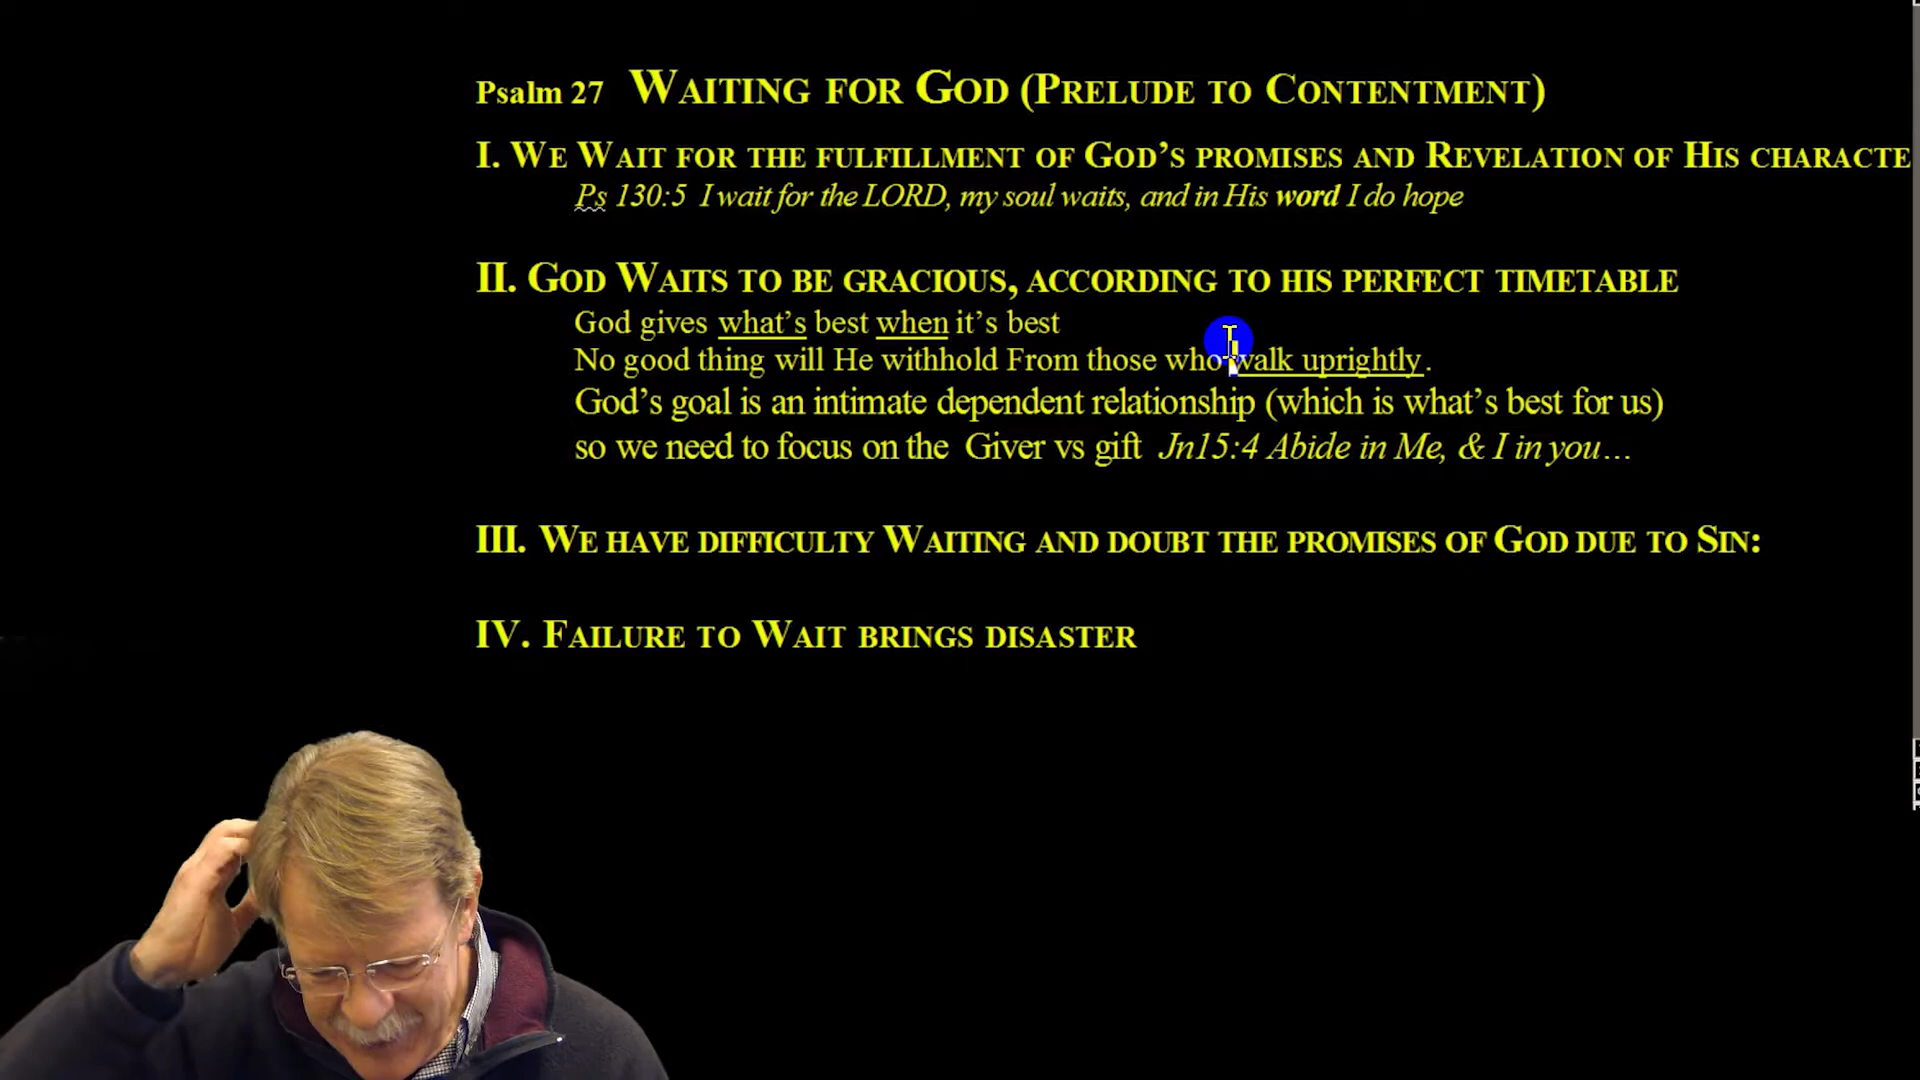 Psalm 27 WAITING FOR GOD (PRELUDE TO CONTENTMENT)
I. WE WAIT FOR THE FULFILLMENT OF GOD’S PROMISES AND REVELATION OF HIS CHARACTE
Ps 130:5 I wait for the LORD, my soul waits, and in His word I do hope
II. GOD WAITS TO BE GRACIOUS, ACCORDING TO HIS PERFECT TIMETABLE
God gives what’s best when it’s best
No good thing will He withhold From those who walk uprightly.
God’s goal is an intimate dependent relationship (which is what’s best for us)
so we need to focus on the Giver vs gift Jn15:4 Abide in Me, & I in you…
III. WE HAVE DIFFICULTY WAITING AND DOUBT THE PROMISES OF GOD DUE TO SIN:
IV. FAILURE TO WAIT BRINGS DISASTER